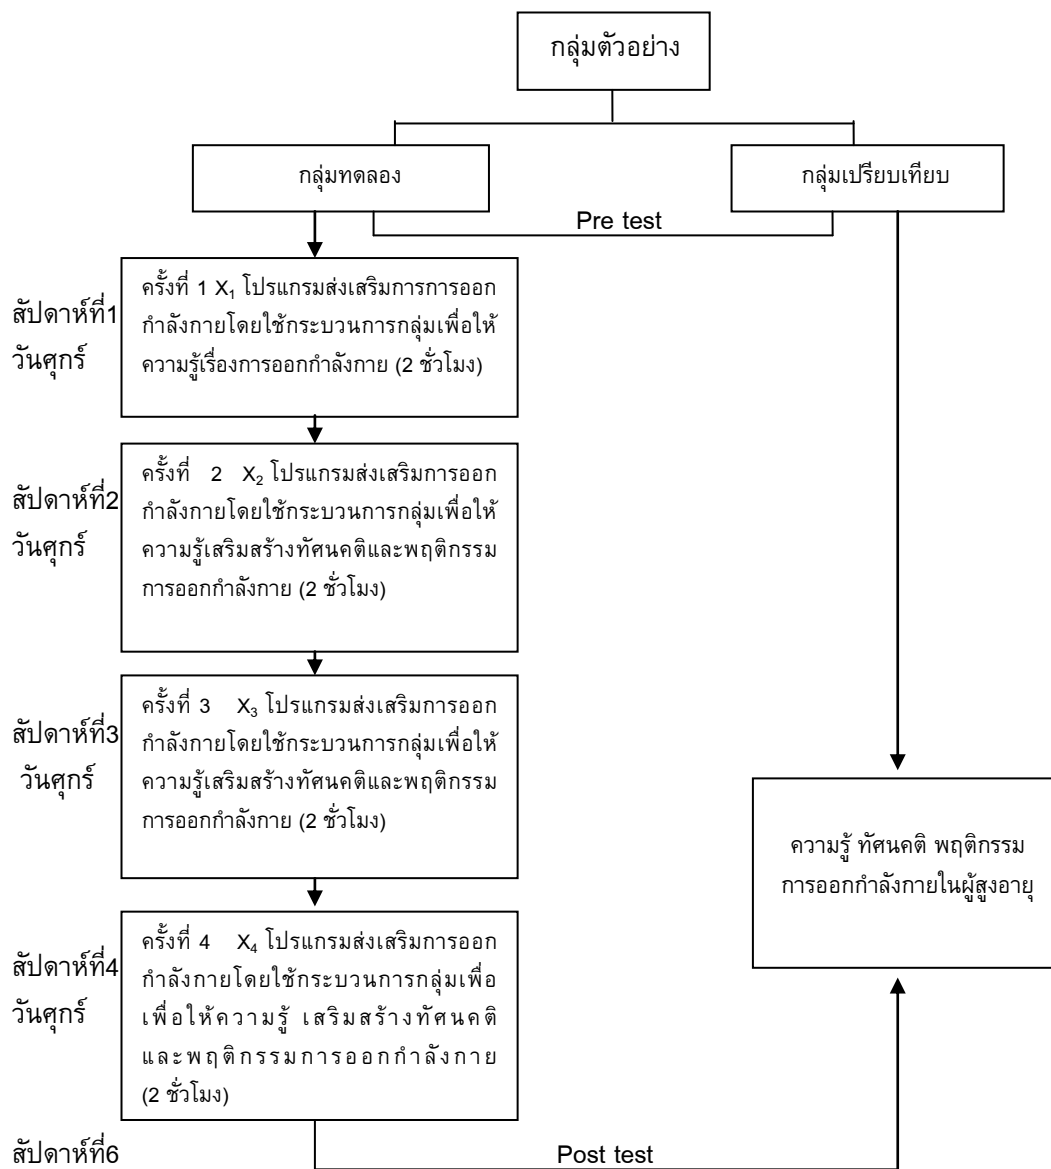 กลุ่มตัวอย่าง
กลุ่มทดลอง
กลุ่มเปรียบเทียบ
Pre test
สัปดาห์ที่1
วันศุกร์
ครั้งที่ 1 X₁ โปรแกรมส่งเสริมการการออก
กำลังกายโดยใช้กระบวนการกลุ่มเพื่อให้
ความรู้เรื่องการออกกำลังกาย (2 ชั่วโมง)
สัปดาห์ที่2
วันศุกร์
ครั้งที่ 2 X₂ โปรแกรมส่งเสริมการออก
กำลังกายโดยใช้กระบวนการกลุ่มเพื่อให้
ความรู้เสริมสร้างทัศนคติและพฤติกรรม
การออกกำลังกาย (2 ชั่วโมง)
สัปดาห์ที่3
วันศุกร์
ครั้งที่ 3 X₃ โปรแกรมส่งเสริมการออก
กำลังกายโดยใช้กระบวนการกลุ่มเพื่อให้
ความรู้เสริมสร้างทัศนคติและพฤติกรรม
การออกกำลังกาย (2 ชั่วโมง)
ความรู้ ทัศนคติ พฤติกรรม
การออกกำลังกายในผู้สูงอายุ
สัปดาห์ที่4
วันศุกร์
ครั้งที่ 4 X₄ โปรแกรมส่งเสริมการออก
กำลังกายโดยใช้กระบวนการกลุ่มเพื่อ
เพื่อให้ความรู้ เสริมสร้างทัศนคติ
และพฤติกรรมการออกกำลังกาย
(2 ชั่วโมง)
สัปดาห์ที่6
Post test